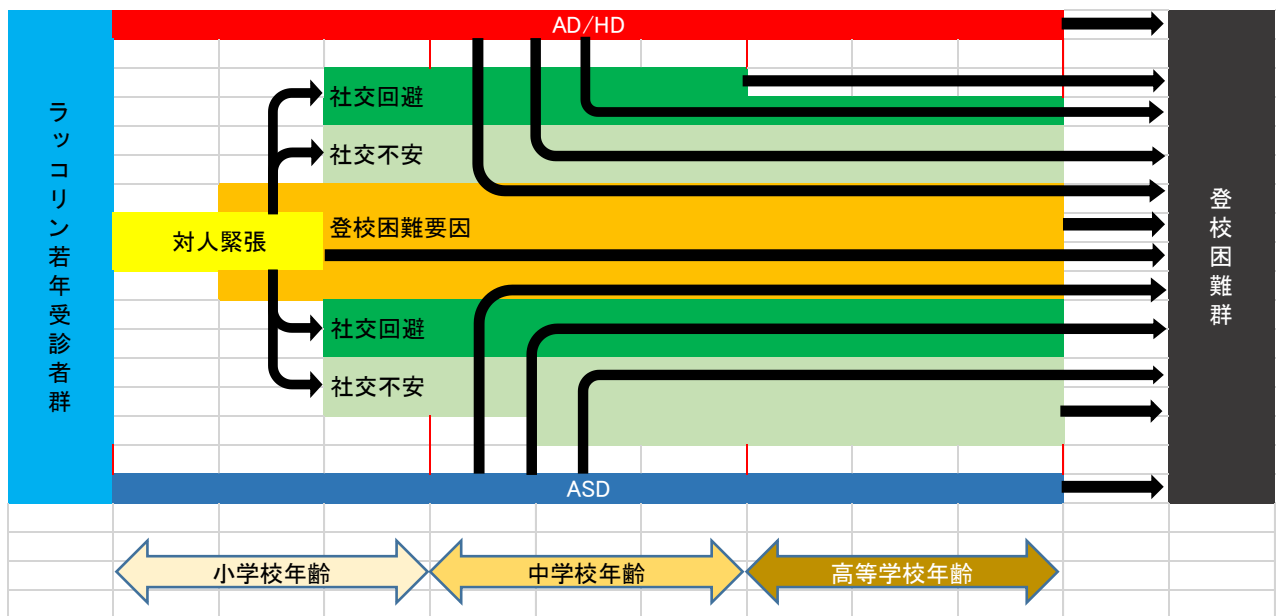 AD/HD
ラッコリン若年受診者群
社交回避
社交不安
対人緊張
登校困難要因
登校困難群
社交回避
社交不安
ASD
小学校年齢
中学校年齢
高等学校年齢